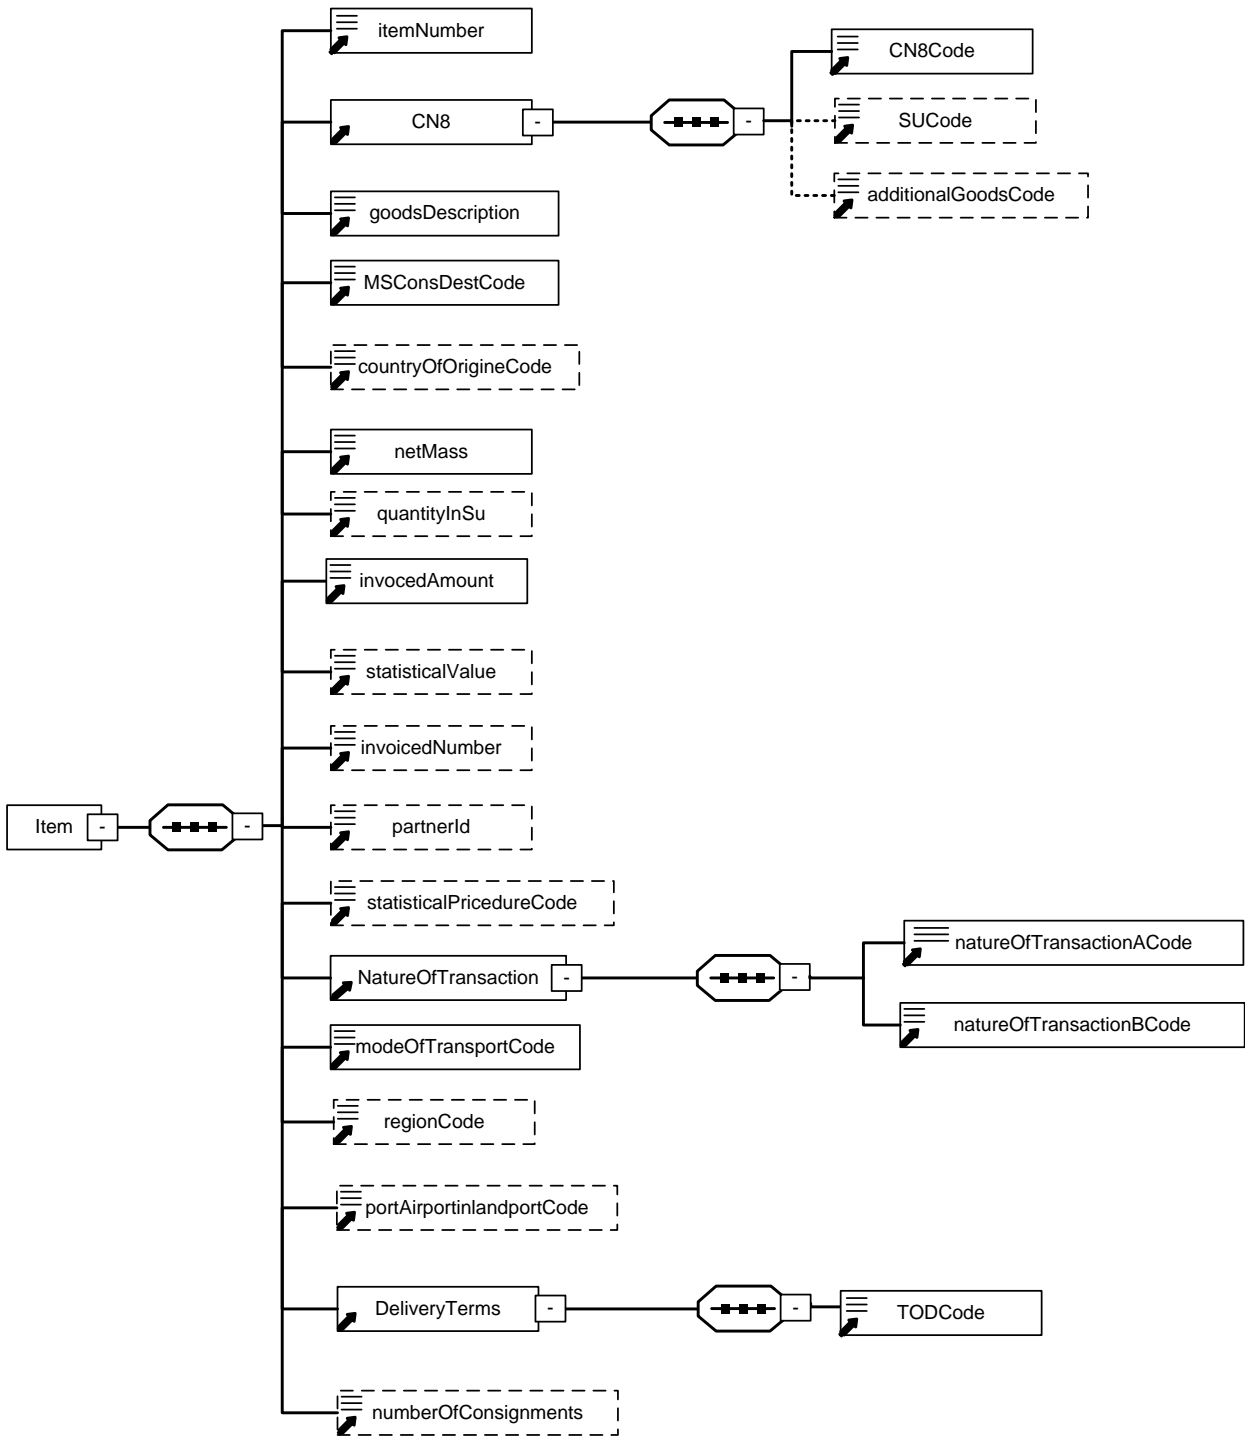 itemNumber
CN8Code
CN8
-
-
SUCode
additionalGoodsCode
goodsDescription
MSConsDestCode
countryOfOrigineCode
netMass
quantityInSu
invocedAmount
statisticalValue
invoicedNumber
Item
-
-
partnerId
statisticalPricedureCode
natureOfTransactionACode
NatureOfTransaction
-
-
natureOfTransactionBCode
modeOfTransportCode
regionCode
portAirportinlandportCode
DeliveryTerms
-
-
TODCode
numberOfConsignments